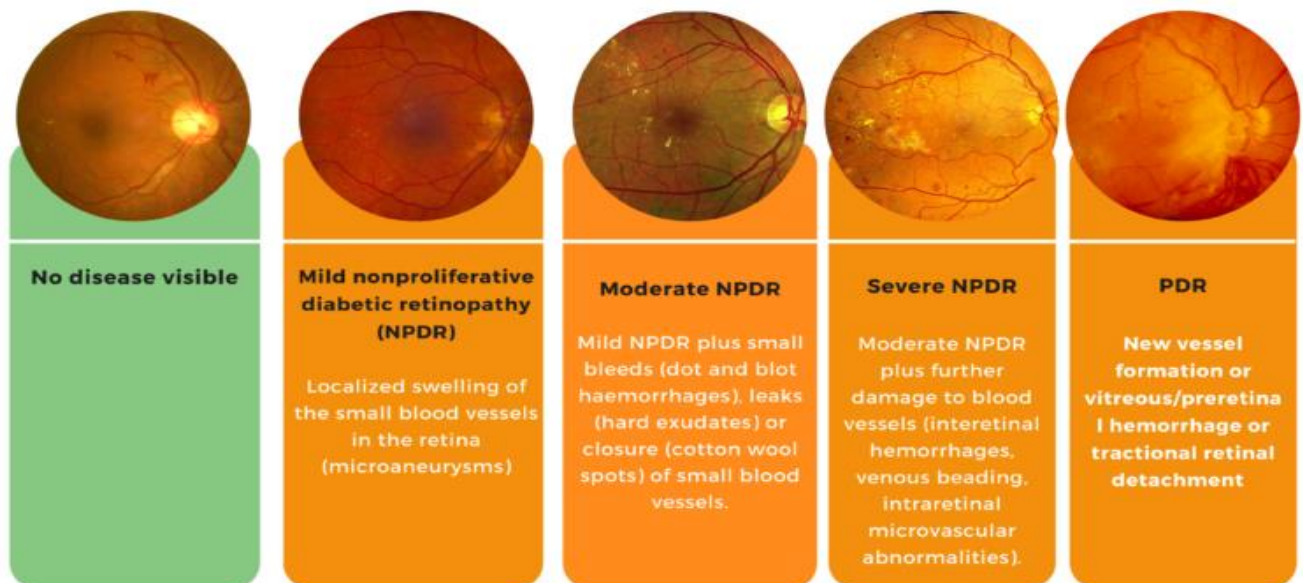 No disease visible
Mild nonproliferative
diabetic retinopathy
(NPDR)
Localized swelling of
the small blood vessels
in the retina
(microaneurysms)
Moderate NPDR
Mild NPDR plus small
bleeds (dot and blot
haemorrhages), leaks
(hard exudates) or
closure (cotton wool
spots) of small blood
vessels.
Severe NPDR
Moderate NPDR
plus further
damage to blood
vessels (interetinal
hemorrhages,
venous beading,
intraretinal
microvascular
abnormalities).
PDR
New vessel
formation or
vitreous/preretina
l hemorrhage or
tractional retinal
detachment